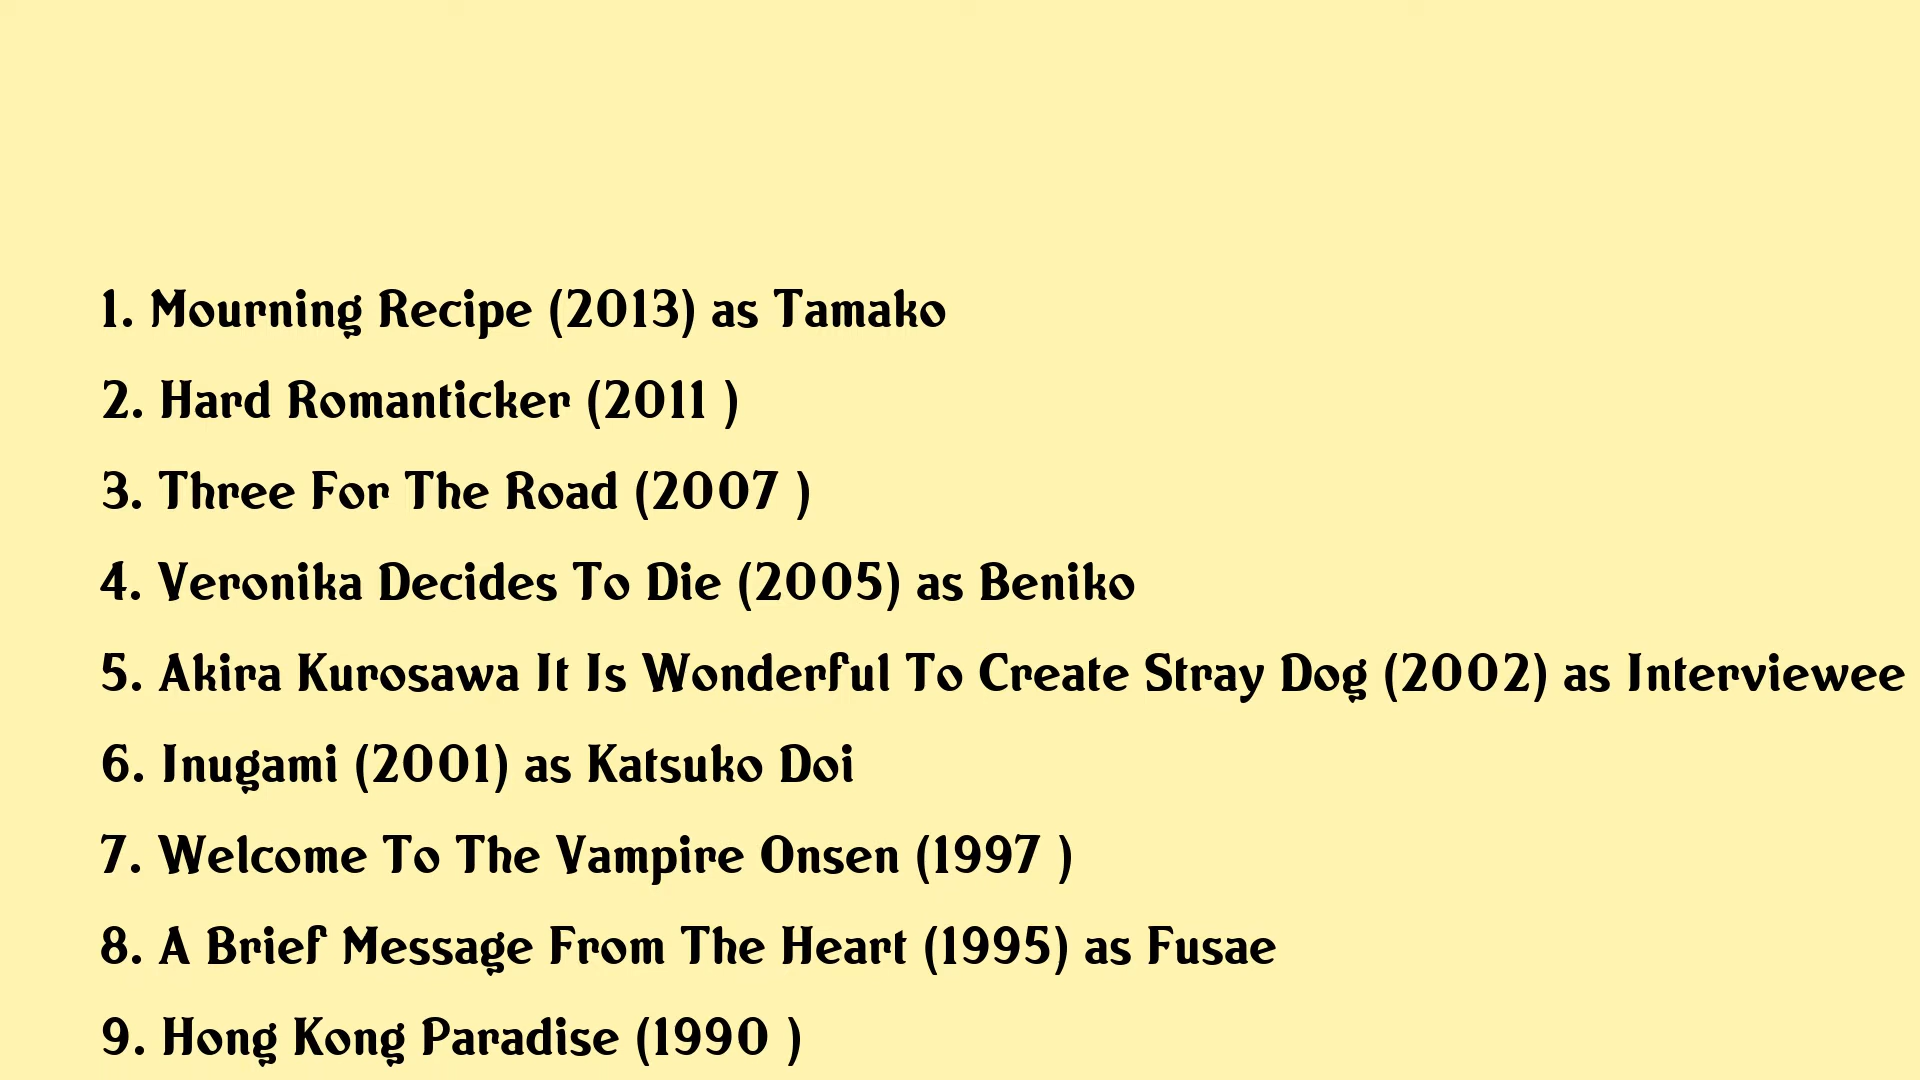 1. Mourning Recipe (2013) as Tamako
2. Hard Romanticker (2011 )
3. Three For The Road (2007 )
4. Veronika Decides To Die (2005) as Beniko
5. Akira Kurosawa It Is Wonderful To Create Stray Dog (2002) as Interviewee
6. Inugami (2001) as Katsuko Doi
7. Welcome To The Vampire Onsen (1997 )
8. A Brief Message From The Heart (1995) as Fusae
9. Hong Kong Paradise (1990 )